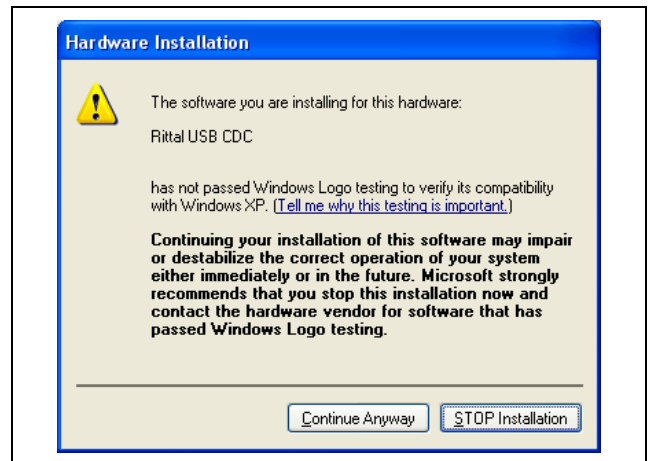 Hardware Installation
The software you are installing for this hardware:
Rittal USB CDC
has not passed Windows Logo testing to verify its compatibility
with Windows XP. (Tell me why this testing is important.)
Continuing your installation of this software may impair
or destabilize the correct operation of your system
either immediately or in the future. Microsoft strongly
recommends that you stop this installation now and
contact the hardware vendor for software that has
passed Windows Logo testing.
Continue Anyway
STOP Installation